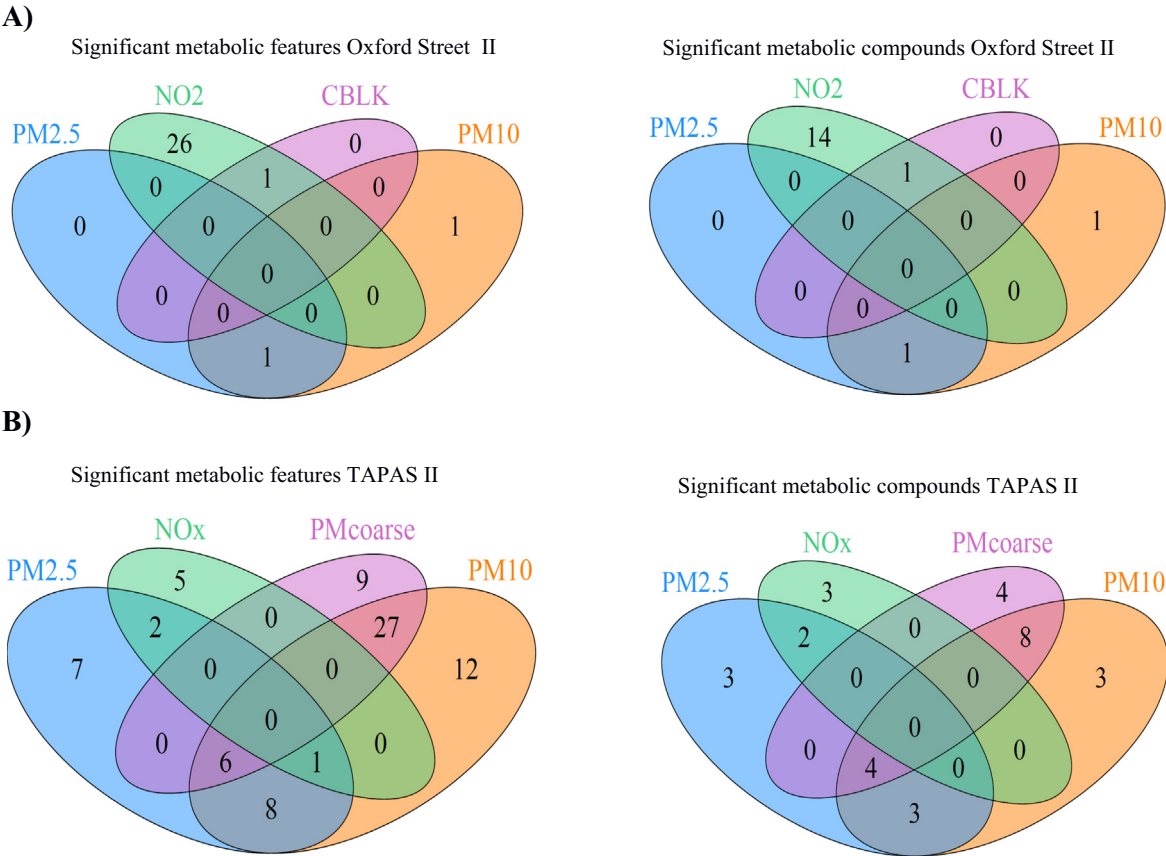 A)
Significant metabolic features Oxford Street II
NO2 CBLK
PM2.5 PM10
26 0
1
0 0
0 0 0 1
0
0 0
0 0
1
Significant metabolic compounds Oxford Street II
NO2 CBLK
PM2.5 PM10
14 0
1
0 0
0 0 0 1
0
0 0
0 0
1
B)
Significant metabolic features TAPAS II
NOx PMcoarse
PM2.5 PM10
5 9
0
2 27
7 0 0 12
0
0 0
6 1
8
Significant metabolic compounds TAPAS II
NOx PMcoarse
PM2.5 PM10
3 4
0
2 8
3 0 0 3
0
0 0
4 0
3